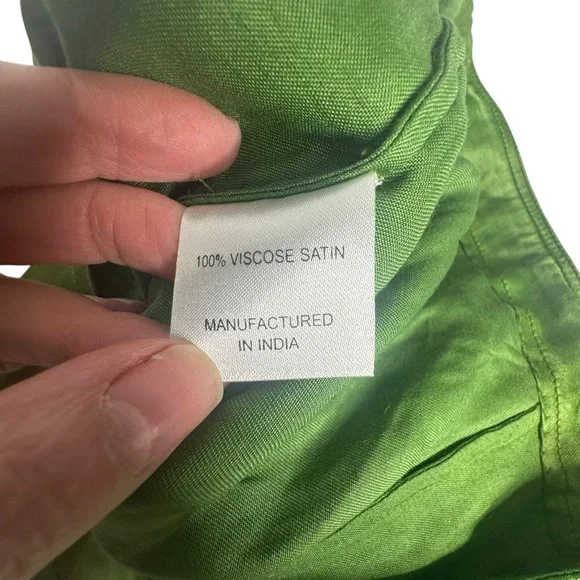 100% VISCOSE SATIN
MANUFACTURED
IN INDIA